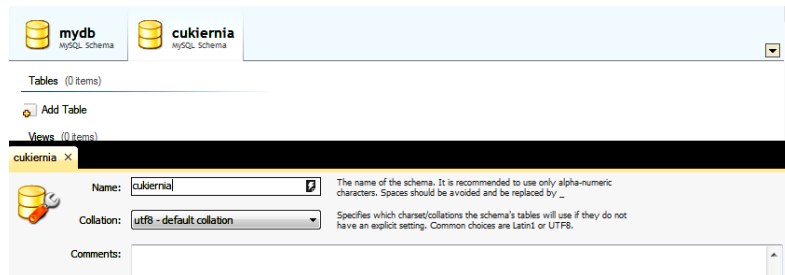 mydb
MySQL Schema
cukiernia
MySQL Schema
Tables (0 items)
Add Table
Views (0 items)
cukiernia ×
Name: cukiernia
The name of the schema. It is recommended to use only alpha-numeric
characters. Spaces should be avoided and be replaced by _
Collation: utf8 - default collation
Specifies which charset/collations the schema's tables will use if they do not
have an explicit setting. Common choices are Latin1 or UTF8.
Comments: